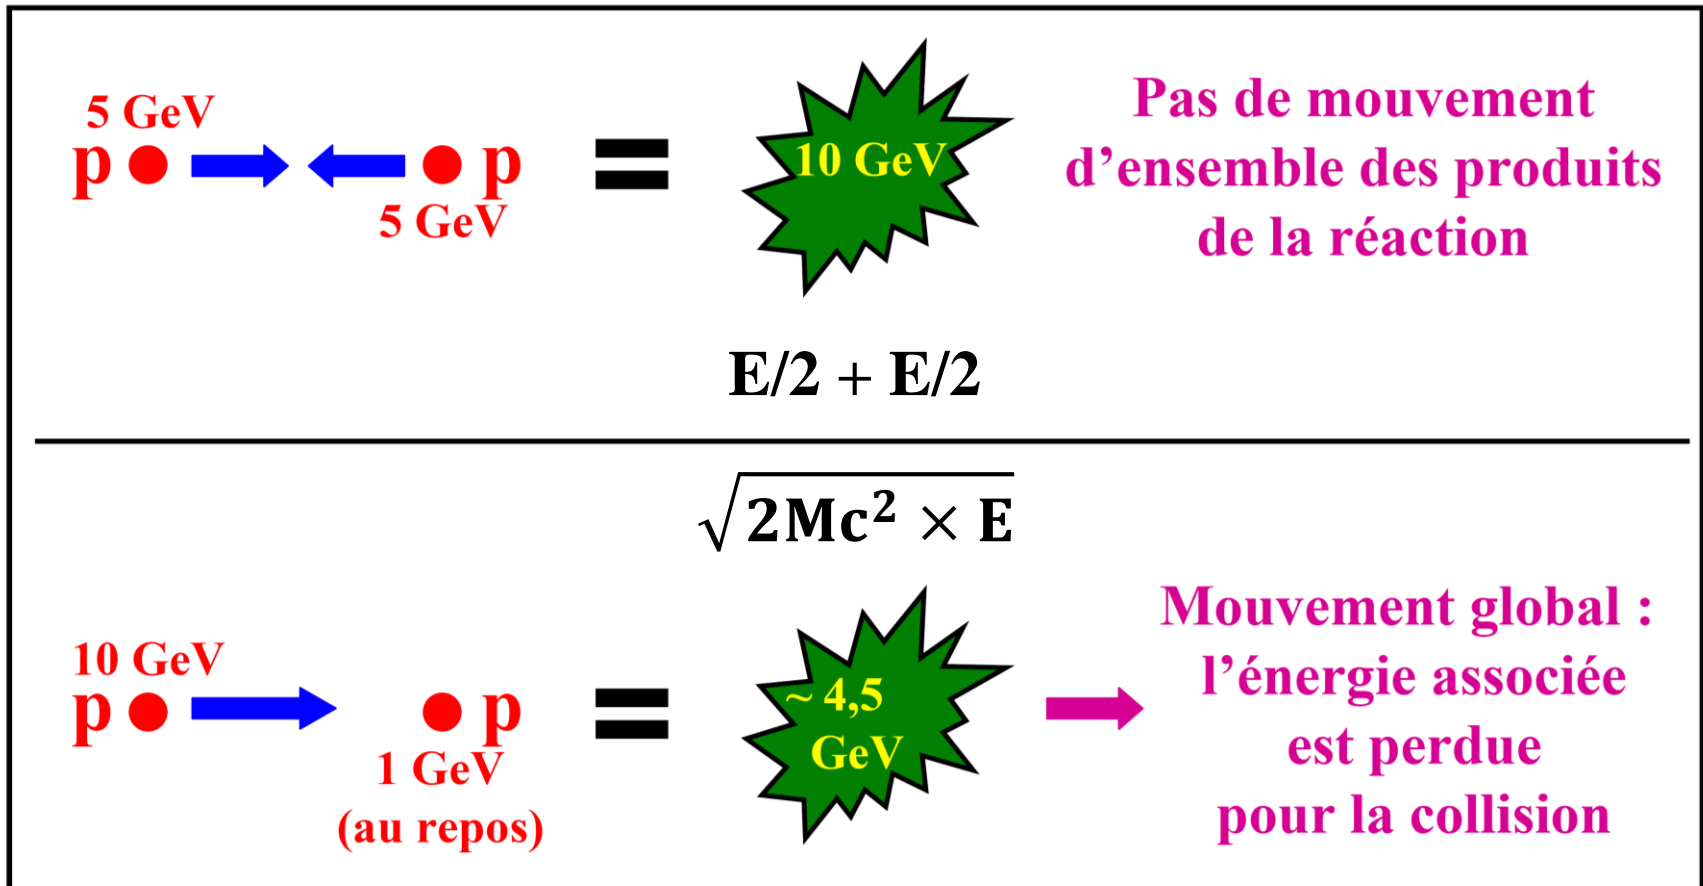 5 GeV
p p
5 GeV
=
10 GeV
Pas de mouvement
d’ensemble des produits
de la réaction
E/2 + E/2
√2Mc² × E
10 GeV
p p
1 GeV
(au repos)
=
~ 4,5
GeV
Mouvement global :
l’énergie associée
est perdue
pour la collision